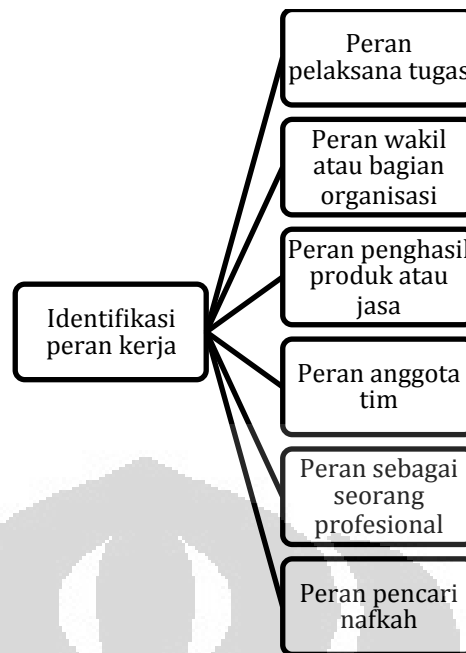 Peran
pelaksana tugas
Peran wakil
atau bagian
organisasi
Peran penghasil
produk atau
jasa
Identifikasi
peran kerja
Peran anggota
tim
Peran sebagai
seorang
profesional
Peran pencari
nafkah